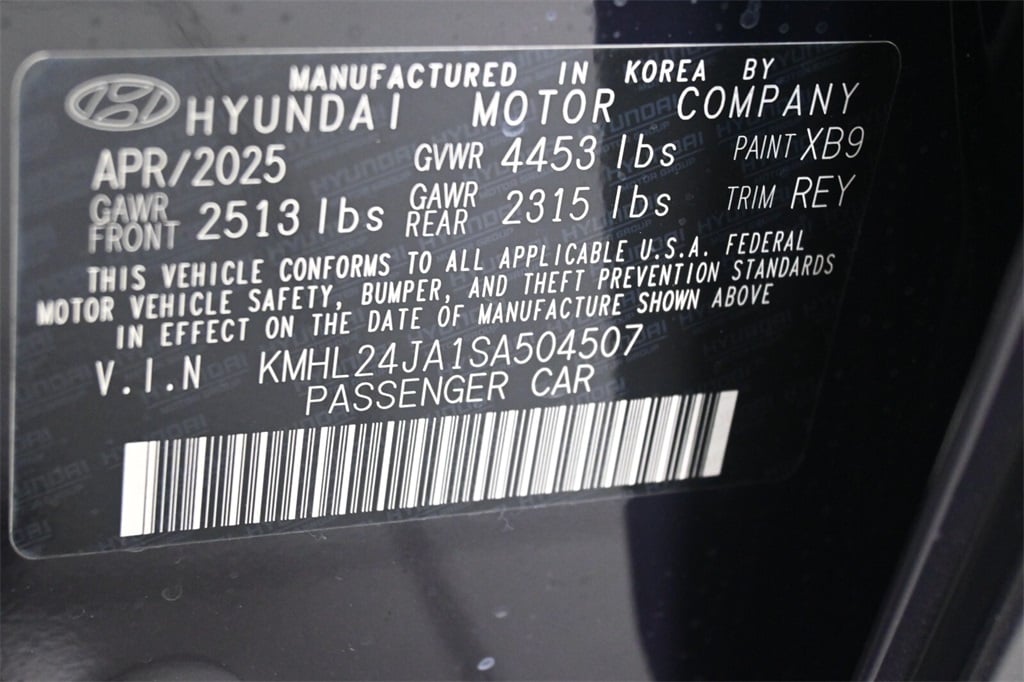 MANUFACTURED IN KOREA BY
HYUNDAI MOTOR COMPANY
APR/2025 GVWR 4453 lbs PAINT XB9
GAWR FRONT 2513 lbs GAWR REAR 2315 lbs TRIM REY
THIS VEHICLE CONFORMS TO ALL APPLICABLE U.S.A. FEDERAL
MOTOR VEHICLE SAFETY, BUMPER, AND THEFT PREVENTION STANDARDS
IN EFFECT ON THE DATE OF MANUFACTURE SHOWN ABOVE
V.I.N KMHL24JA1SA504507
PASSENGER CAR